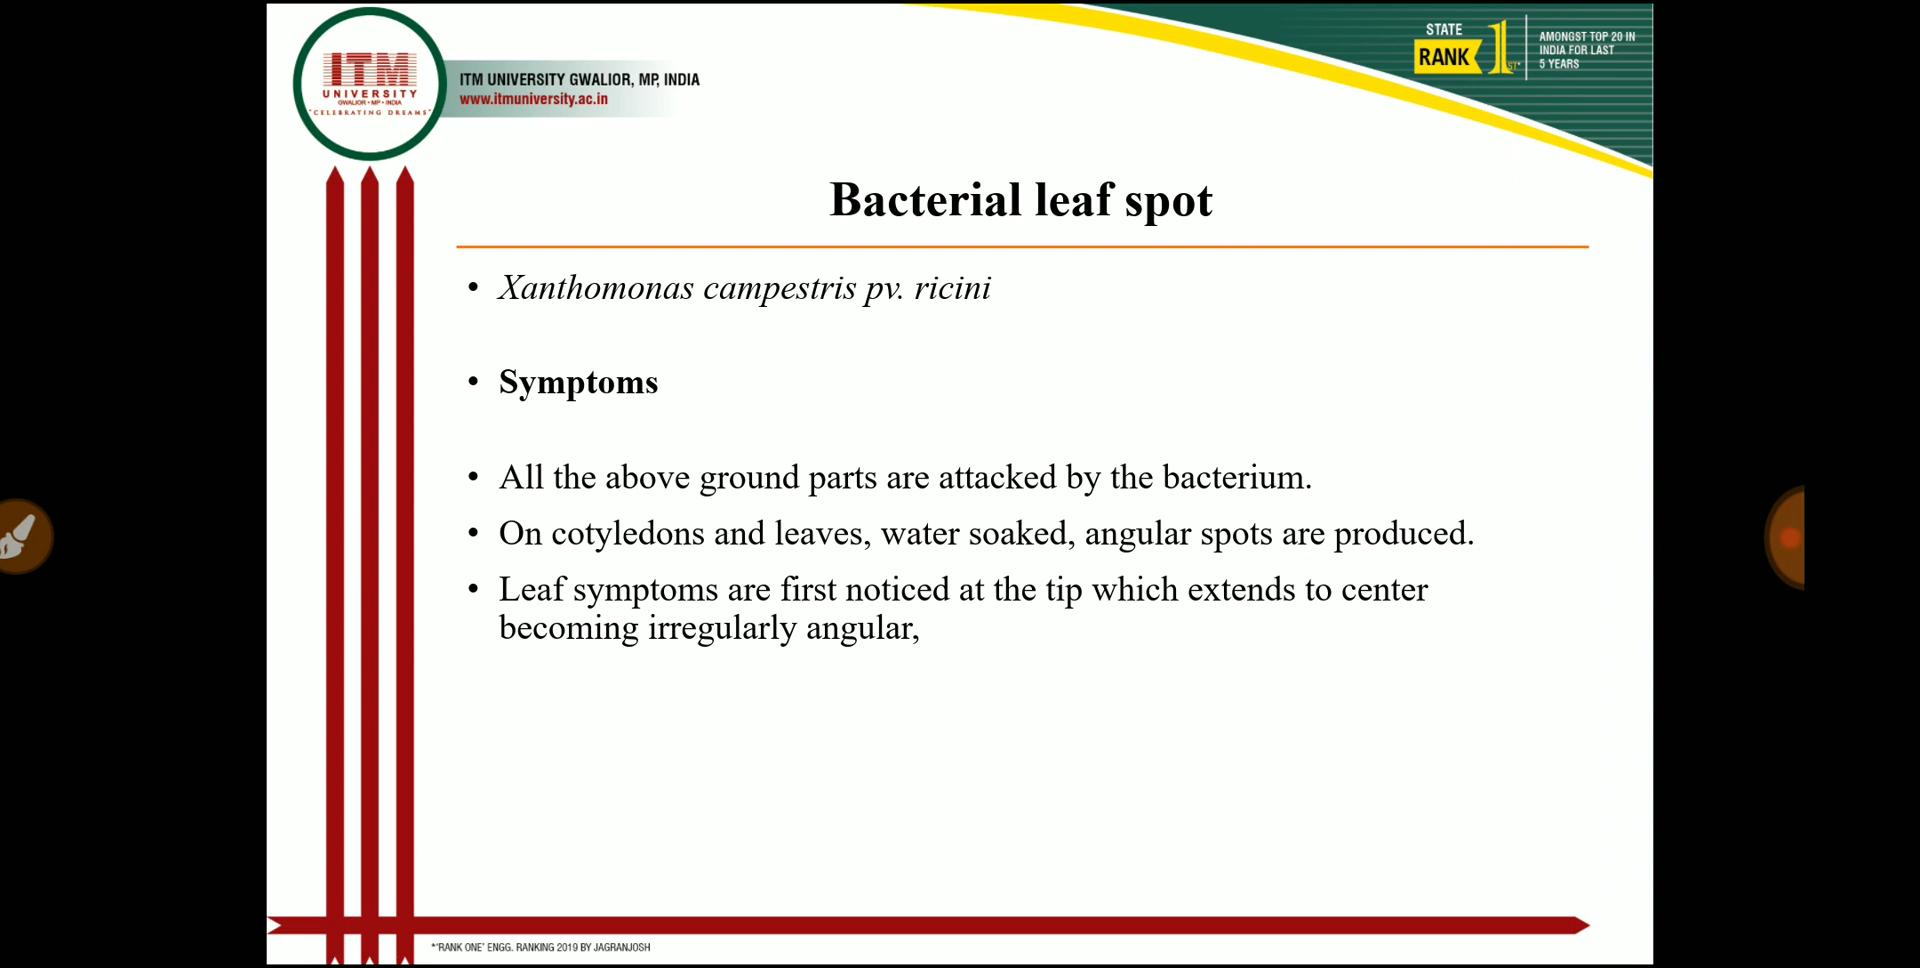 ITM
UNIVERSITY
GWALIOR • MP • INDIA
"CELEBRATING DREAMS"
ITM UNIVERSITY GWALIOR, MP, INDIA
www.itmuniversity.ac.in
STATE
RANK 1ST*
AMONGST TOP 20 IN
INDIA FOR LAST
5 YEARS
Bacterial leaf spot
• Xanthomonas campestris pv. ricini
• Symptoms
• All the above ground parts are attacked by the bacterium.
• On cotyledons and leaves, water soaked, angular spots are produced.
• Leaf symptoms are first noticed at the tip which extends to center
becoming irregularly angular,
*"RANK ONE" ENGG. RANKING 2019 BY JAGRANJOSH